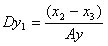 Dy₁ = (x₂ − x₃) / Ay